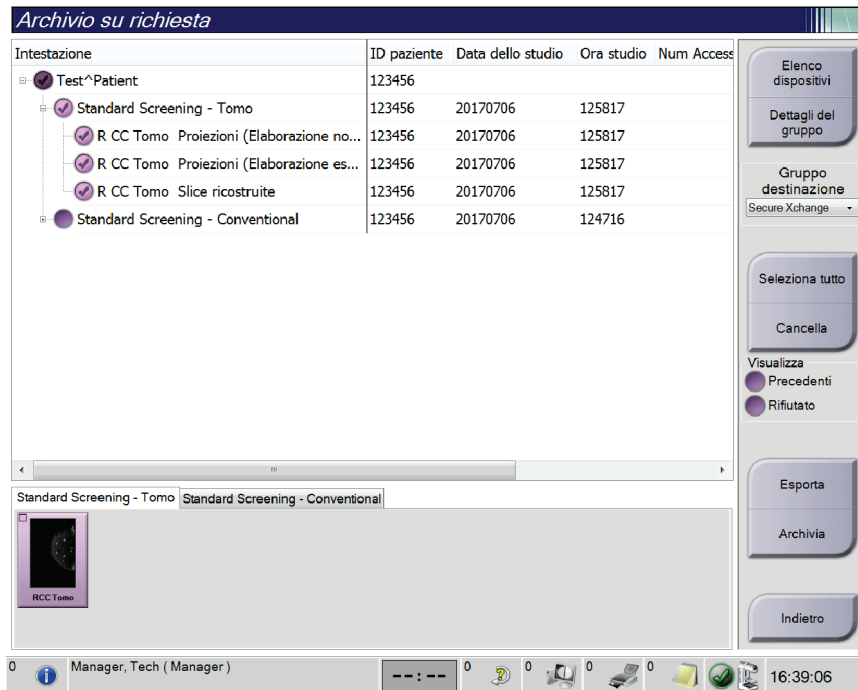 Archivio su richiesta
Intestazione ID paziente Data dello studio Ora studio Num Access
Test^Patient 123456
Standard Screening - Tomo 123456 20170706 125817
R CC Tomo Proiezioni (Elaborazione no... 123456 20170706 125817
R CC Tomo Proiezioni (Elaborazione es... 123456 20170706 125817
R CC Tomo Slice ricostruite 123456 20170706 125817
Standard Screening - Conventional 123456 20170706 124716
Elenco
dispositivi
Dettagli del
gruppo
Gruppo
destinazione
Secure Xchange
Seleziona tutto
Cancella
Visualizza
Precedenti
Rifiutato
Esporta
Archivia
Indietro
Standard Screening - Tomo Standard Screening - Conventional
RCC Tomo
0 Manager, Tech ( Manager ) --:-- 0 0 0 0 16:39:06